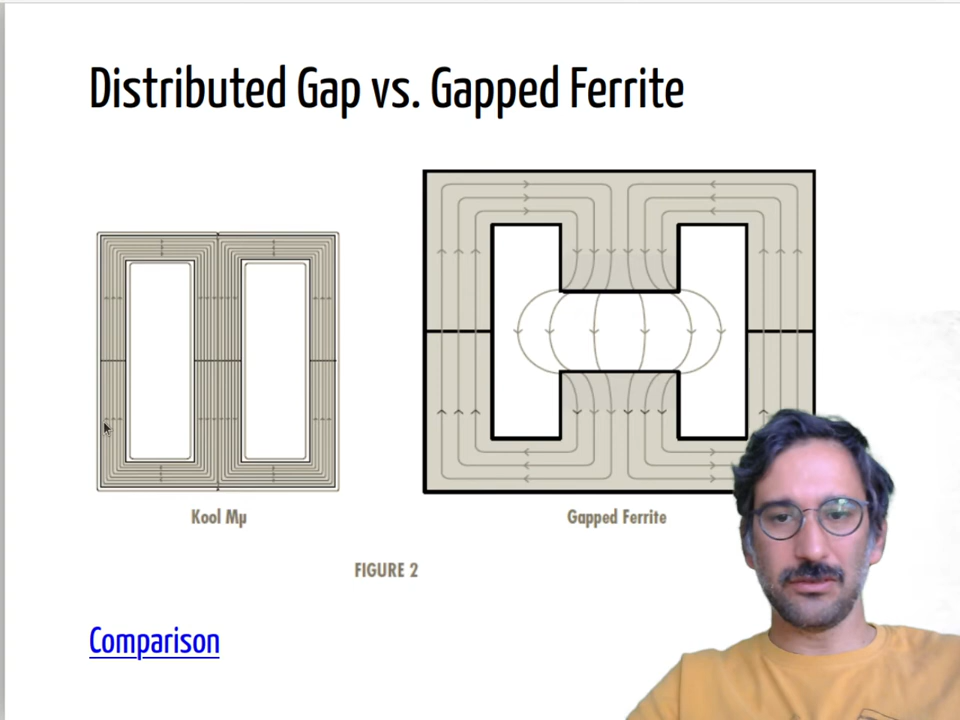 Distributed Gap vs. Gapped Ferrite
Kool Mµ
Gapped Ferrite
FIGURE 2
Comparison